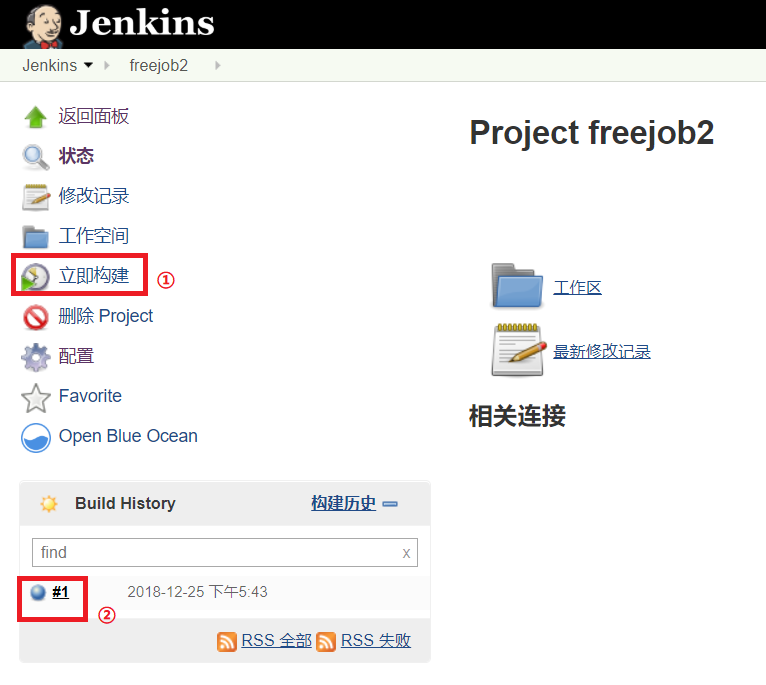 Jenkins
Jenkins freejob2
返回面板
状态
修改记录
工作空间
立即构建 ①
删除 Project
配置
Favorite
Open Blue Ocean
Build History 构建历史
find x
#1 2018-12-25 下午5:43
②
RSS 全部 RSS 失败
Project freejob2
工作区
最新修改记录
相关连接